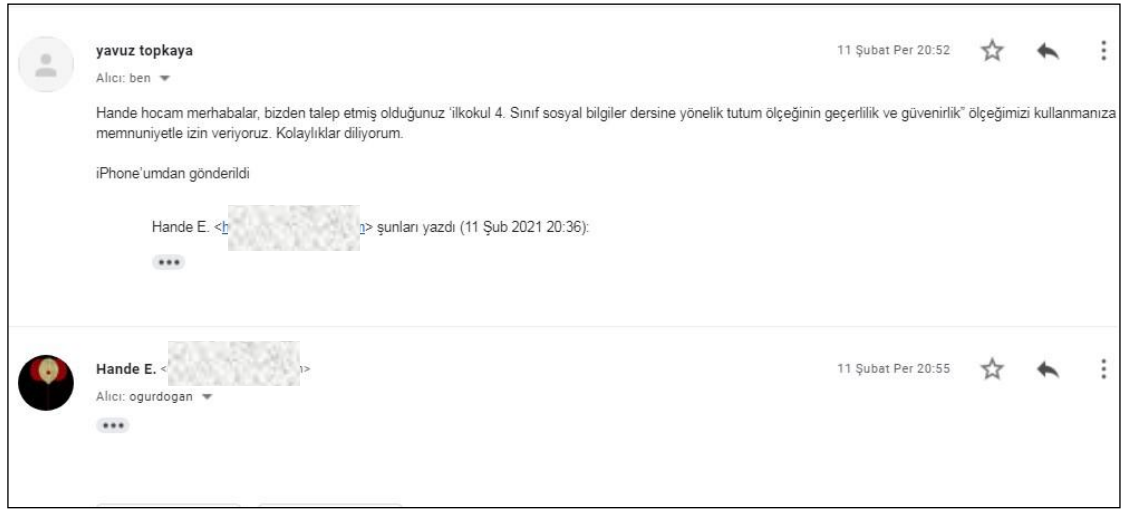 yavuz topkaya
11 Şubat Per 20:52
Alıcı: ben
Hande hocam merhabalar, bizden talep etmiş olduğunuz ‘ilkokul 4. Sınıf sosyal bilgiler dersine yönelik tutum ölçeğinin geçerlilik ve güvenirlik” ölçeğimizi kullanmanıza
memnuniyetle izin veriyoruz. Kolaylıklar diliyorum.
iPhone’umdan gönderildi
Hande E. <h n> şunları yazdı (11 Şub 2021 20:36):
Hande E. < >
11 Şubat Per 20:55
Alıcı: ogurdogan